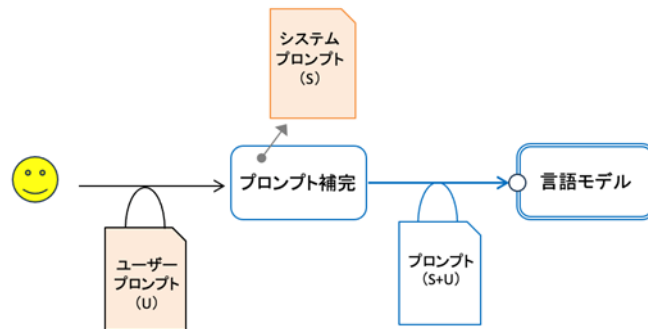 システム
プロンプト
（S）
プロンプト補完
言語モデル
ユーザー
プロンプト
（U）
プロンプト
（S+U）